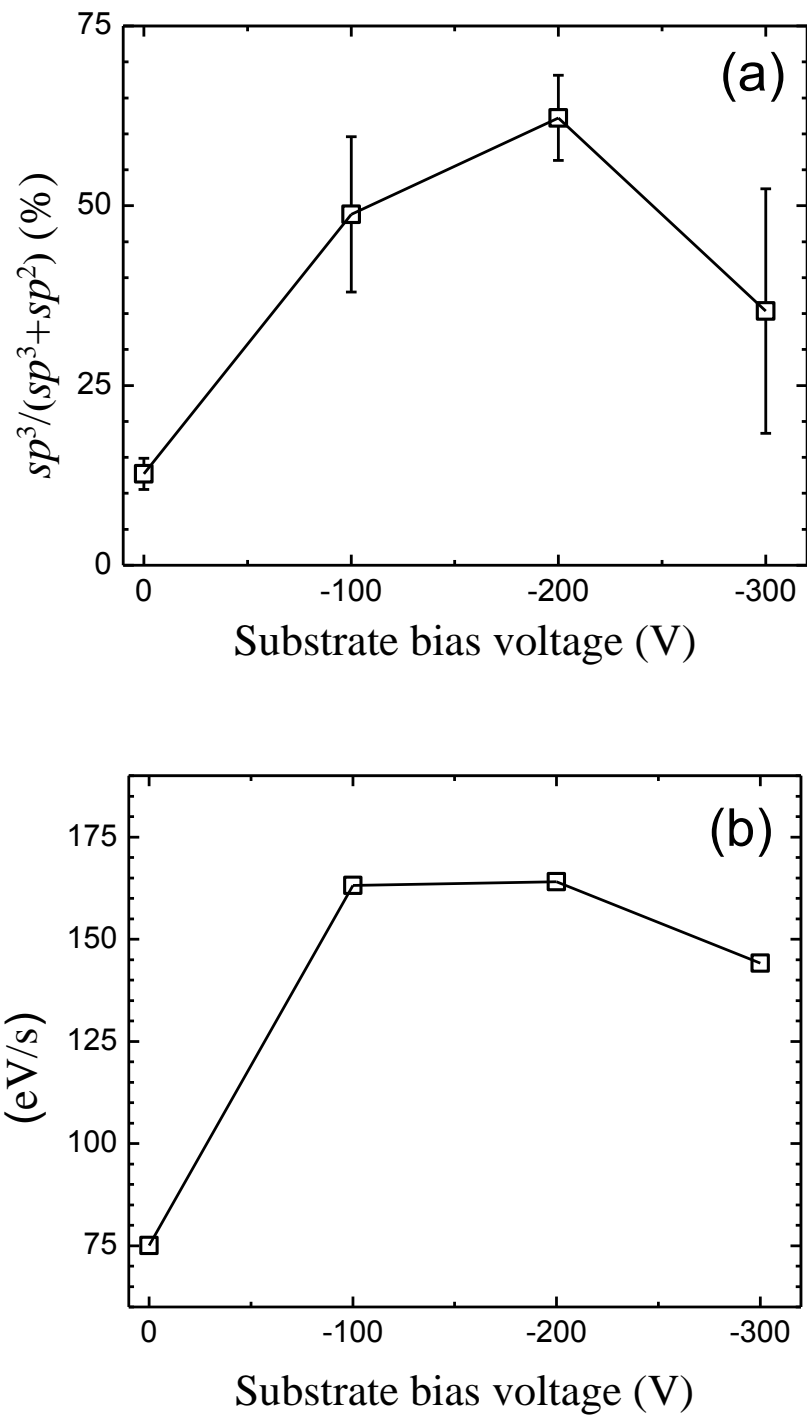 (a)
75
50
25
0
sp³/(sp³+sp²) (%)
0 -100 -200 -300
Substrate bias voltage (V)
(b)
175
150
125
100
75
(eV/s)
0 -100 -200 -300
Substrate bias voltage (V)